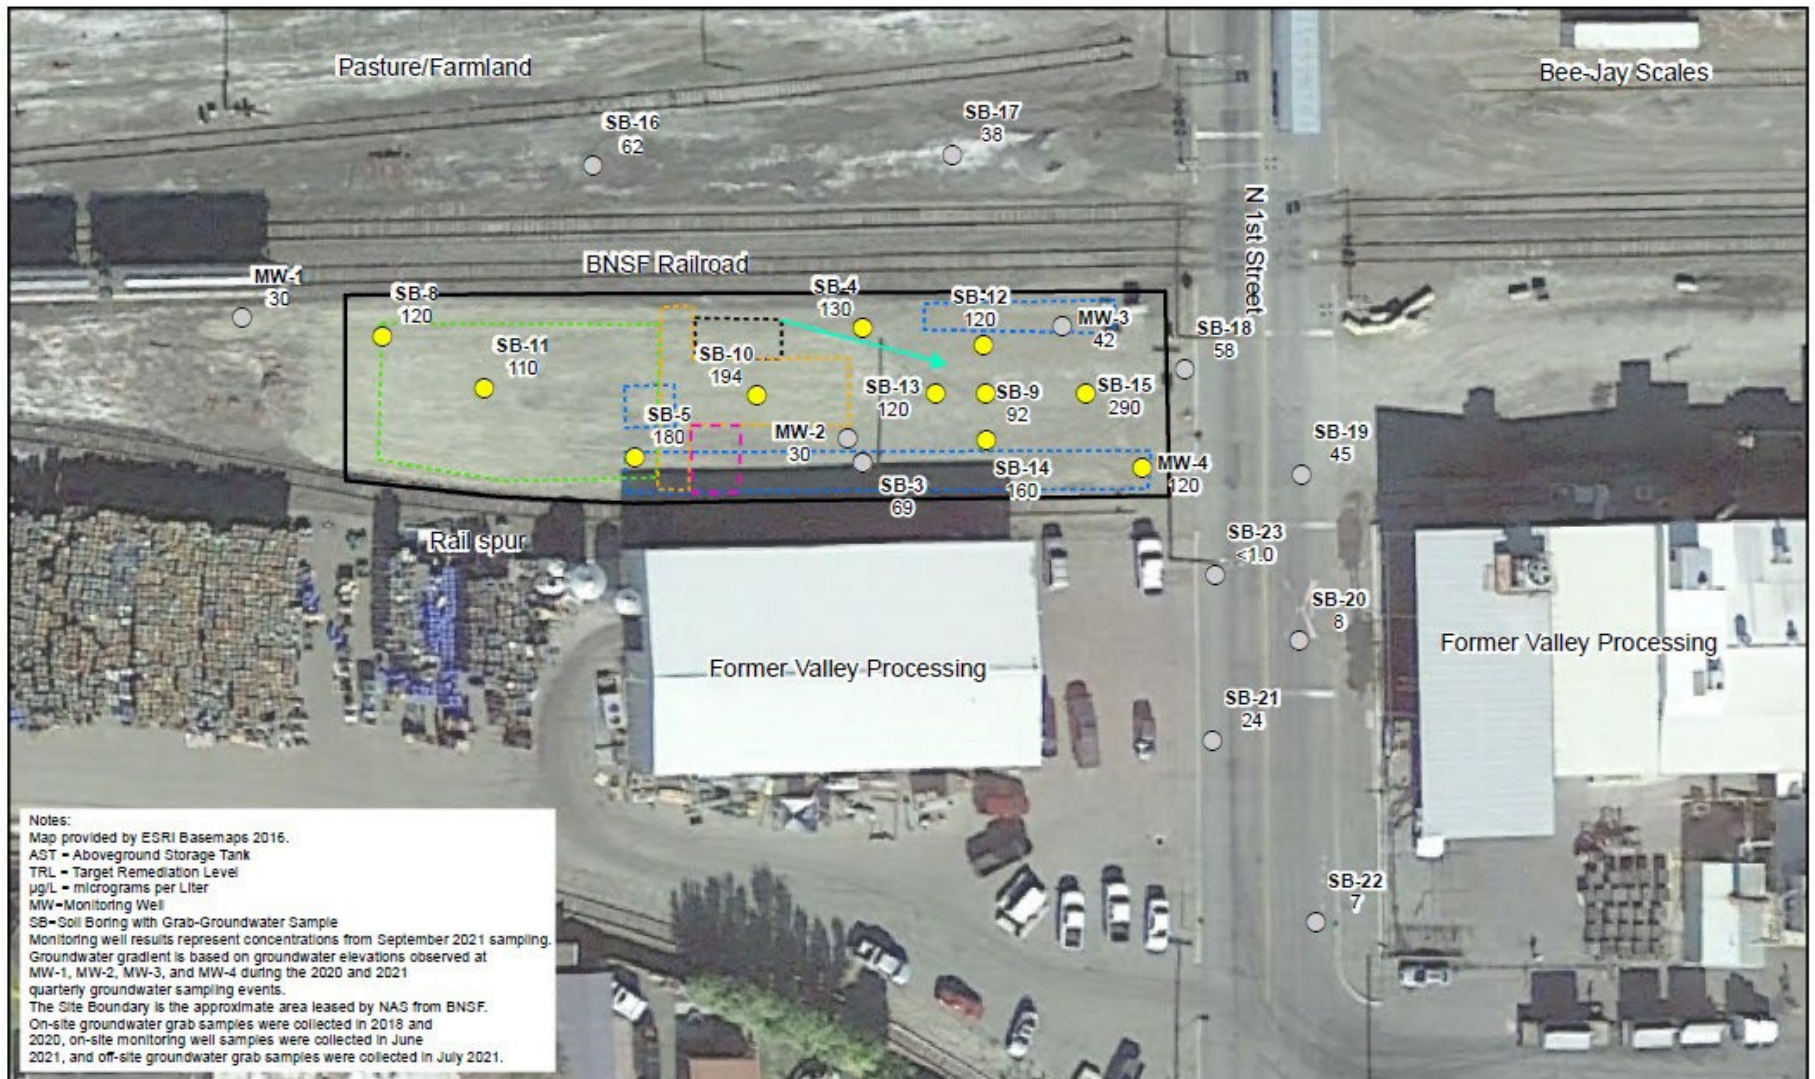 Pasture/Farmland
Bee-Jay Scales
SB-16
62
SB-17
38
N 1st Street
BNSF Railroad
MW-1
30
SB-8
120
SB-4
130
SB-12
120
MW-3
42
SB-18
58
SB-11
110
SB-10
194
SB-13
120
SB-9
92
SB-15
290
SB-5
180
MW-2
30
SB-19
45
SB-14
160
MW-4
120
SB-3
69
Rail spur
SB-23
<1.0
SB-20
8
Former Valley Processing
Former Valley Processing
SB-21
24
SB-22
7
Notes:
Map provided by ESRI Basemaps 2016.
AST = Aboveground Storage Tank
TRL = Target Remediation Level
µg/L = micrograms per Liter
MW=Monitoring Well
SB=Soil Boring with Grab-Groundwater Sample
Monitoring well results represent concentrations from September 2021 sampling.
Groundwater gradient is based on groundwater elevations observed at
MW-1, MW-2, MW-3, and MW-4 during the 2020 and 2021
quarterly groundwater sampling events.
The Site Boundary is the approximate area leased by NAS from BNSF.
On-site groundwater grab samples were collected in 2018 and
2020, on-site monitoring well samples were collected in June
2021, and off-site groundwater grab samples were collected in July 2021.